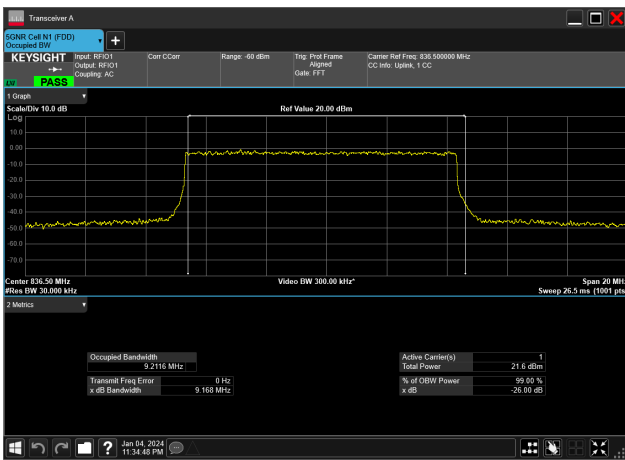 Transceiver A
5GNR Cell N1 (FDD)
Occupied BW
KEYSIGHT
PASS
Input: RFIO1
Output: RFIO1
Coupling: AC
Corr CCorr
Range: -60 dBm
Trig: Prot Frame
Aligned
Gate: FFT
Carrier Ref Freq: 836.500000 MHz
CC Info: Uplink, 1 CC
1 Graph
Scale/Div 10.0 dB
Ref Value 20.00 dBm
Log
10.0
0.00
-10.0
-20.0
-30.0
-40.0
-50.0
-60.0
-70.0
Center 836.50 MHz
Video BW 300.00 kHz*
Span 20 MHz
#Res BW 30.000 kHz
Sweep 26.5 ms (1001 pts
2 Metrics
Occupied Bandwidth
9.2116 MHz
Transmit Freq Error 0 Hz
x dB Bandwidth 9.168 MHz
Active Carrier(s) 1
Total Power 21.6 dBm
% of OBW Power 99.00 %
x dB -26.00 dB
Jan 04, 2024
11:34:48 PM